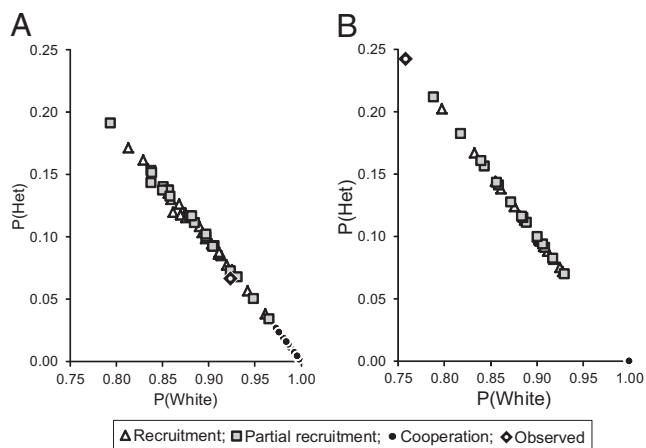 A
0.25
0.20
0.15
0.10
0.05
0.00
P(Het)
0.75 0.80 0.85 0.90 0.95 1.00
P(White)
B
0.25
0.20
0.15
0.10
0.05
0.00
P(Het)
0.75 0.80 0.85 0.90 0.95 1.00
P(White)
Recruitment; Partial recruitment; Cooperation; Observed